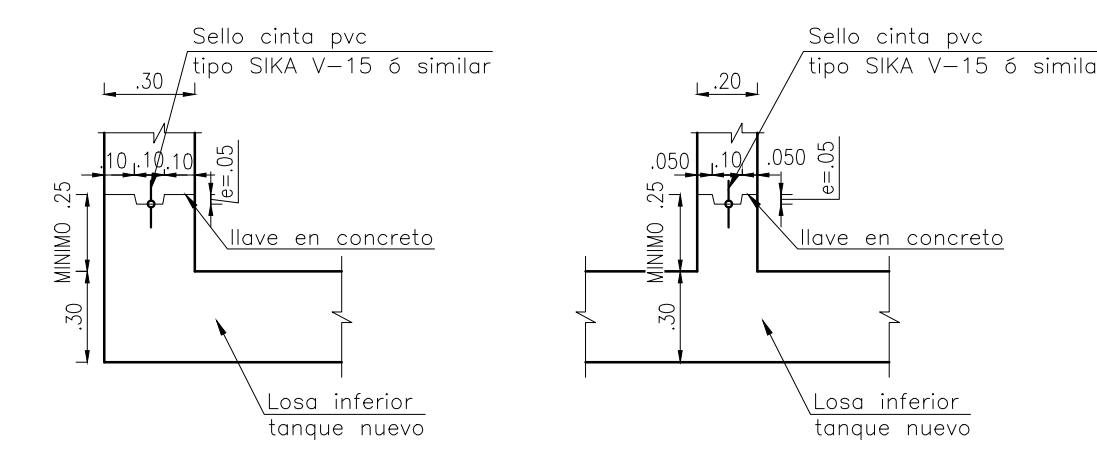 Sello cinta pvc
tipo SIKA V-15 ó similar
.30
.10 .10 .10
e=.05
MINIMO .25
llave en concreto
.30
Losa inferior
tanque nuevo
Sello cinta pvc
tipo SIKA V-15 ó simila
.20
.050 .10 .050
e=.05
MINIMO .25
llave en concreto
.30
Losa inferior
tanque nuevo